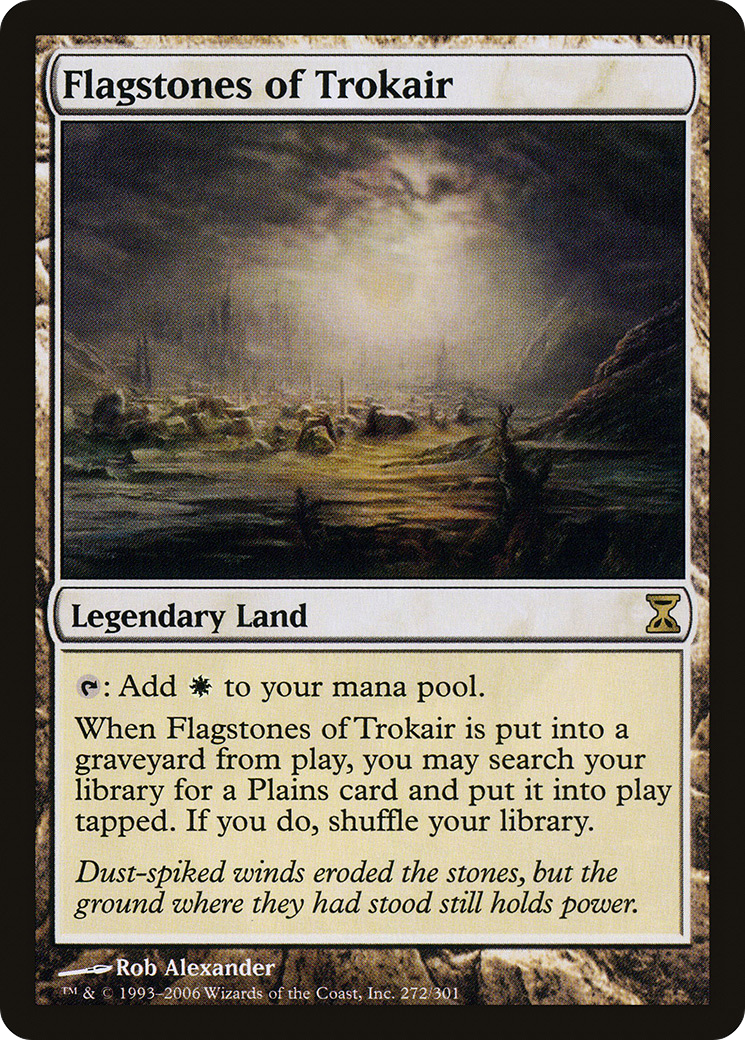 Flagstones of Trokair
Legendary Land
: Add to your mana pool.
When Flagstones of Trokair is put into a
graveyard from play, you may search your
library for a Plains card and put it into play
tapped. If you do, shuffle your library.
Dust-spiked winds eroded the stones, but the
ground where they had stood still holds power.
Rob Alexander
™ & © 1993–2006 Wizards of the Coast, Inc. 272/301